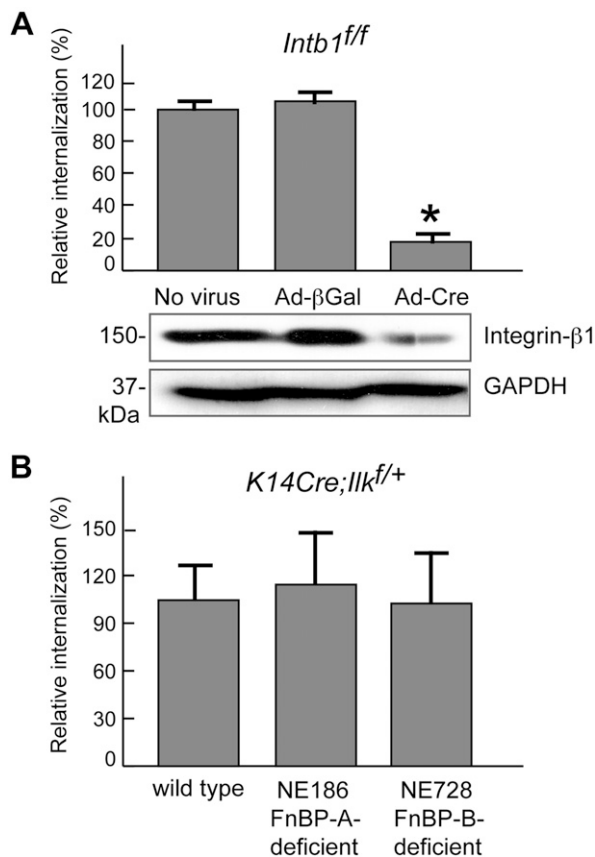 A
Intb1f/f
Relative internalization (%)
120
100
80
60
40
20
0
*
No virus Ad-βGal Ad-Cre
150- Integrin-β1
37- GAPDH
kDa
B
K14Cre;Ilkf/+
Relative internalization (%)
150
120
90
60
30
0
wild type NE186 NE728
FnBP-A- FnBP-B-
deficient deficient